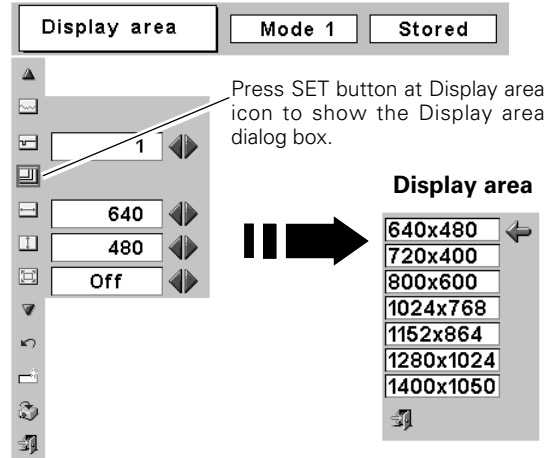 Display area
Mode 1
Stored
Press SET button at Display area
icon to show the Display area
dialog box.
1
640
480
Off
Display area
640x480
720x400
800x600
1024x768
1152x864
1280x1024
1400x1050